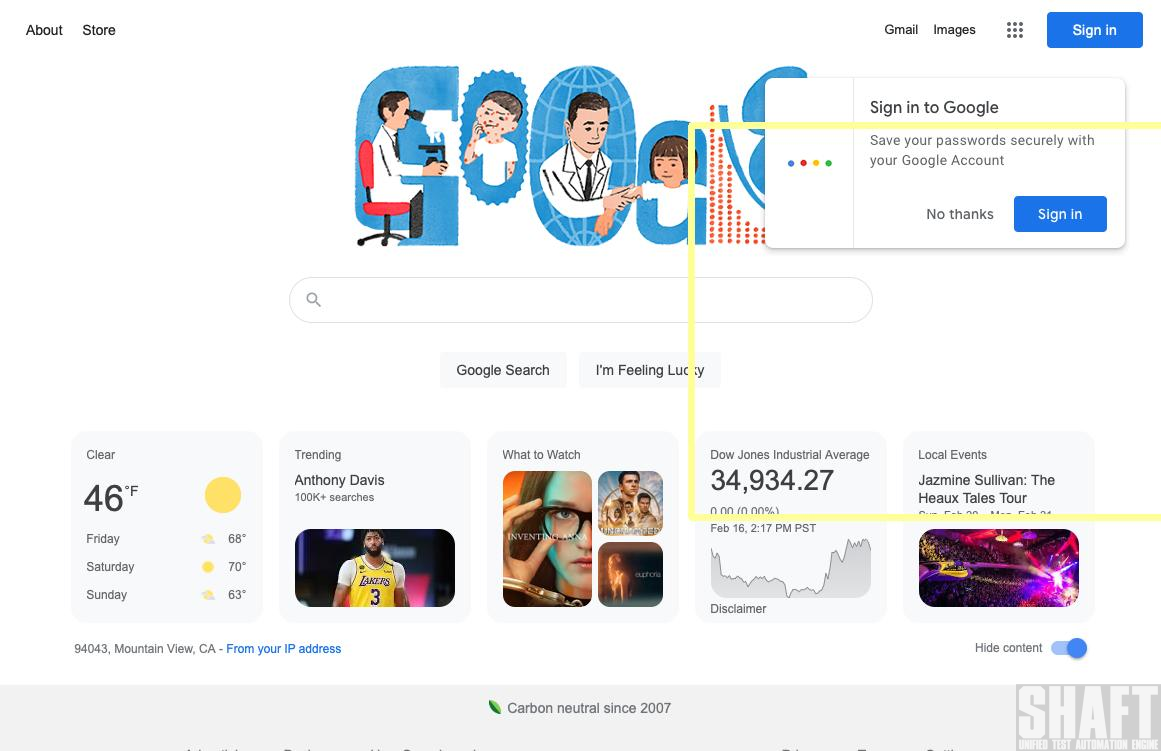 About Store
Gmail Images Sign in
Sign in to Google
Save your passwords securely with
your Google Account
No thanks Sign in
Google Search I'm Feeling Lucky
Clear
46 °F
Friday 68°
Saturday 70°
Sunday 63°
Trending
Anthony Davis
100K+ searches
LAKERS
3
What to Watch
INVENTING ANNA
UNCHARTED
euphoria
Dow Jones Industrial Average
34,934.27
0.00 (0.00%)
Feb 16, 2:17 PM PST
Disclaimer
Local Events
Jazmine Sullivan: The
Heaux Tales Tour
94043, Mountain View, CA - From your IP address
Hide content
Carbon neutral since 2007
SHAFT
UNIFIED TEST AUTOMATION ENGINE